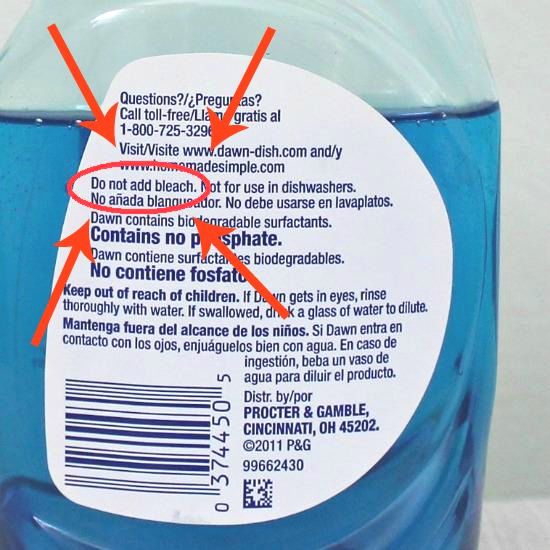 Questions?/¿Preguntas?
Call toll-free/Llame gratis al
1-800-725-3296
Visit/Visite www.dawn-dish.com and/y
www.homemadesimple.com
Do not add bleach. Not for use in dishwashers.
No añada blanqueador. No debe usarse en lavaplatos.
Dawn contains biodegradable surfactants.
Contains no phosphate.
Dawn contiene surfactantes biodegradables.
No contiene fosfato
Keep out of reach of children. If Dawn gets in eyes, rinse
thoroughly with water. If swallowed, drink a glass of water to dilute.
Mantenga fuera del alcance de los niños. Si Dawn entra en
contacto con los ojos, enjuáguelos bien con agua. En caso de
ingestión, beba un vaso de
agua para diluir el producto.
Distr. by/por
PROCTER & GAMBLE,
CINCINNATI, OH 45202.
©2011 P&G
99662430
0 374450 5